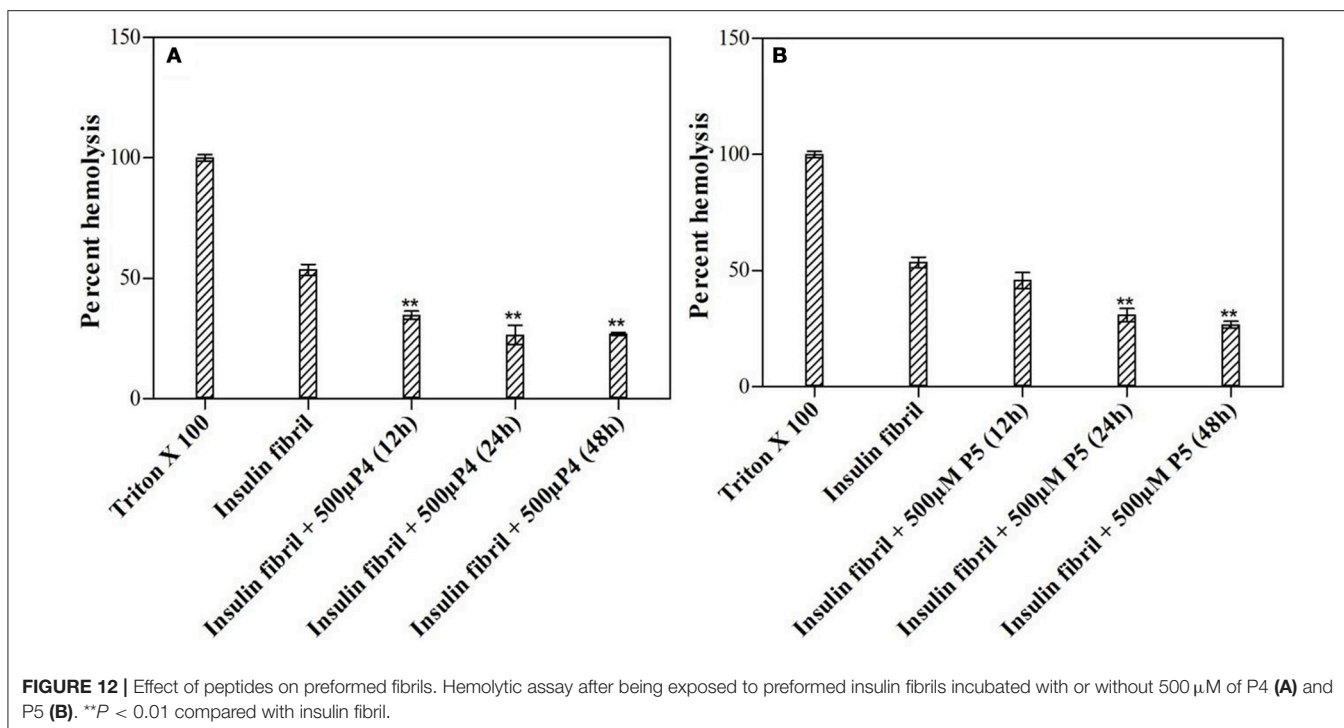 A
150
100
50
0
Percent hemolysis
**
**
**
Triton X 100
Insulin fibril
Insulin fibril + 500µP4 (12h)
Insulin fibril + 500µP4 (24h)
Insulin fibril + 500µP4 (48h)
B
150
100
50
0
Percent hemolysis
**
**
Triton X 100
Insulin fibril
Insulin fibril + 500µM P5 (12h)
Insulin fibril + 500µM P5 (24h)
Insulin fibril + 500µM P5 (48h)
FIGURE 12 | Effect of peptides on preformed fibrils. Hemolytic assay after being exposed to preformed insulin fibrils incubated with or without 500 µM of P4 (A) and
P5 (B). **P < 0.01 compared with insulin fibril.